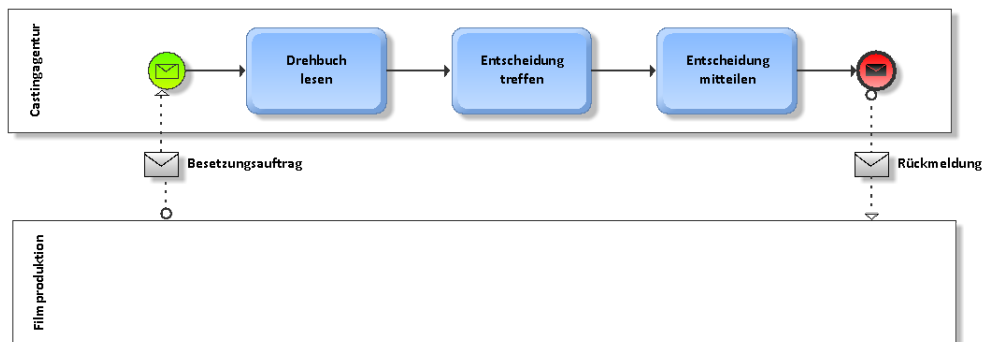 Castingagentur
Drehbuch
lesen
Entscheidung
treffen
Entscheidung
mitteilen
Besetzungsauftrag
Rückmeldung
Filmproduktion